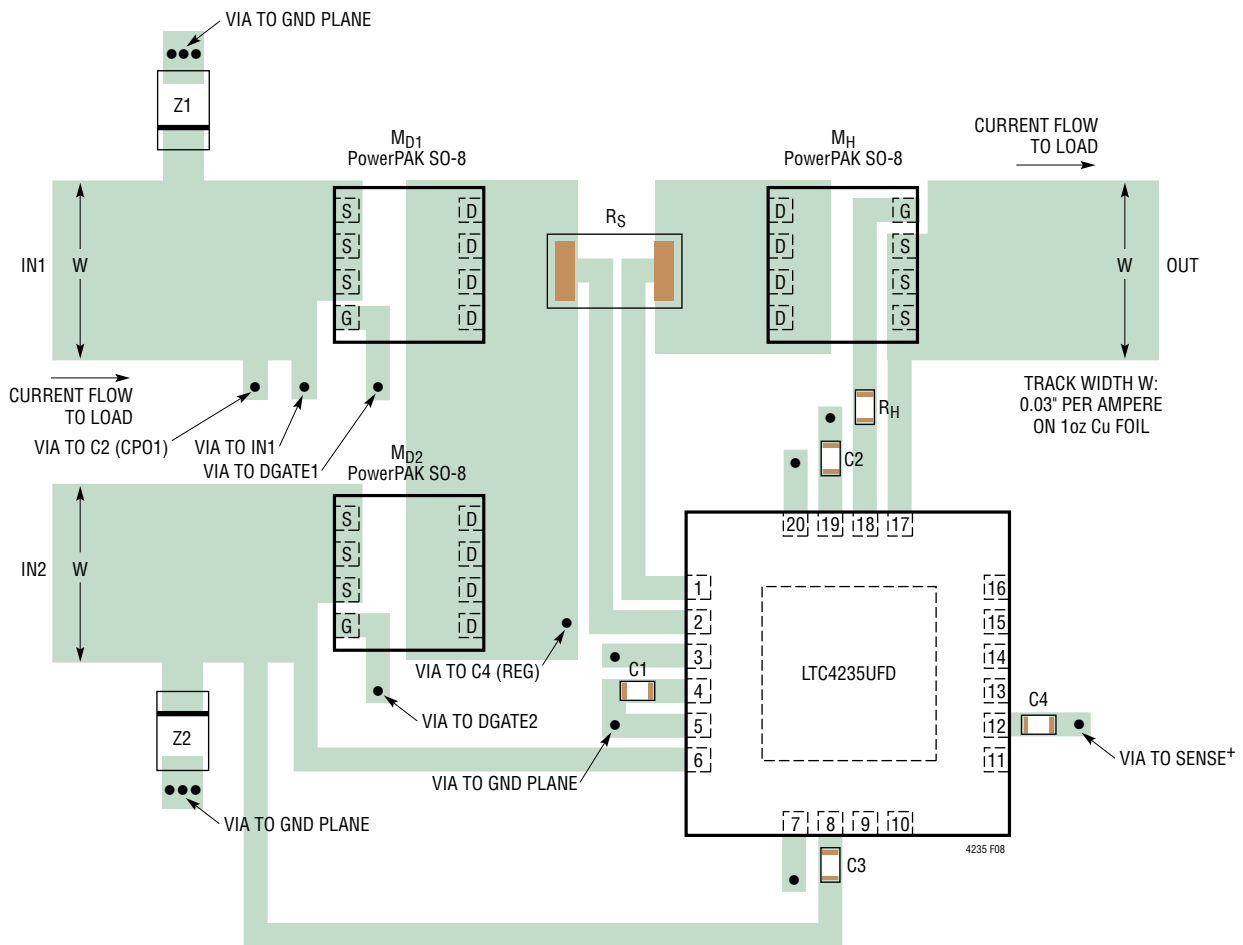 VIA TO GND PLANE
Z1
MD1
PowerPAK SO-8
MH
PowerPAK SO-8
CURRENT FLOW
TO LOAD
S
S
S
G
D
D
D
D
RS
D
D
D
D
G
S
S
S
IN1
W
W
OUT
CURRENT FLOW
TO LOAD
VIA TO C2 (CPO1)
VIA TO IN1
VIA TO DGATE1
TRACK WIDTH W:
0.03" PER AMPERE
ON 1oz Cu FOIL
RH
C2
MD2
PowerPAK SO-8
S
S
S
G
D
D
D
D
IN2
W
20
19
18
17
1
2
3
4
5
6
16
15
14
13
12
11
7
8
9
10
LTC4235UFD
VIA TO C4 (REG)
C1
VIA TO DGATE2
VIA TO GND PLANE
C4
VIA TO SENSE+
Z2
VIA TO GND PLANE
C3
4235 F08